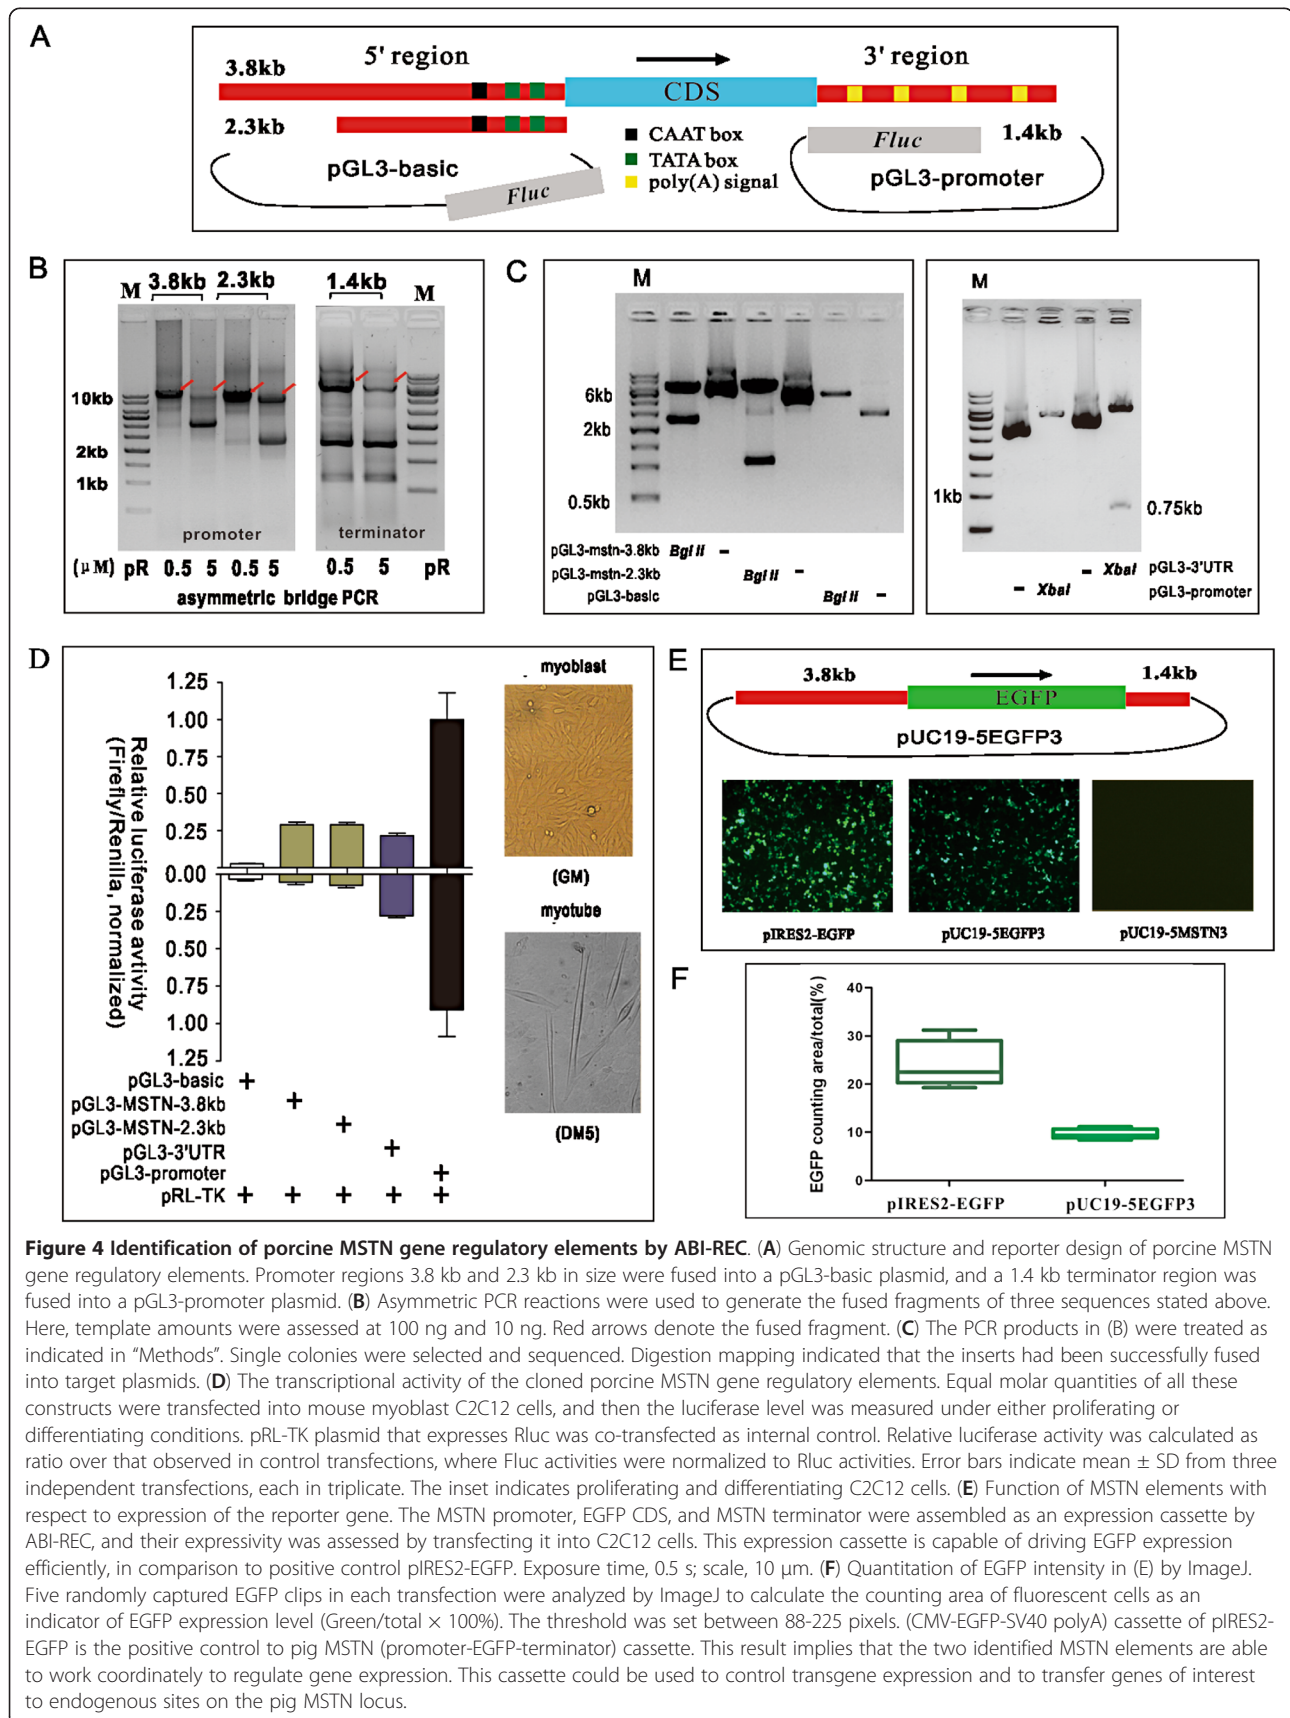 A
5' region
3' region
3.8kb
CDS
2.3kb
CAAT box
TATA box
poly(A) signal
Fluc
1.4kb
pGL3-basic
Fluc
pGL3-promoter
B
M
3.8kb
2.3kb
1.4kb
M
10kb
2kb
1kb
promoter
terminator
(μM)
pR
0.5
5
0.5
5
0.5
5
pR
asymmetric bridge PCR
C
M
6kb
2kb
0.5kb
pGL3-mstn-3.8kb Bgl II –
pGL3-mstn-2.3kb Bgl II –
pGL3-basic Bgl II –
M
1kb
0.75kb
– XbaI pGL3-3'UTR
– XbaI pGL3-promoter
D
Relative luciferase avtivity
(Firefly/Renilla, normalized)
1.25
1.00
0.75
0.50
0.25
0.00
0.00
0.25
0.50
0.75
1.00
1.25
pGL3-basic +
pGL3-MSTN-3.8kb +
pGL3-MSTN-2.3kb +
pGL3-3'UTR +
pGL3-promoter +
pRL-TK + + + + +
myoblast
(GM)
myotube
(DM5)
E
3.8kb
1.4kb
EGFP
pUC19-5EGFP3
pIRES2-EGFP
pUC19-5EGFP3
pUC19-5MSTN3
F
EGFP counting area/total(%)
40
30
20
10
0
pIRES2-EGFP
pUC19-5EGFP3
Figure 4 Identification of porcine MSTN gene regulatory elements by ABI-REC. (A) Genomic structure and reporter design of porcine MSTN
gene regulatory elements. Promoter regions 3.8 kb and 2.3 kb in size were fused into a pGL3-basic plasmid, and a 1.4 kb terminator region was
fused into a pGL3-promoter plasmid. (B) Asymmetric PCR reactions were used to generate the fused fragments of three sequences stated above.
Here, template amounts were assessed at 100 ng and 10 ng. Red arrows denote the fused fragment. (C) The PCR products in (B) were treated as
indicated in “Methods”. Single colonies were selected and sequenced. Digestion mapping indicated that the inserts had been successfully fused
into target plasmids. (D) The transcriptional activity of the cloned porcine MSTN gene regulatory elements. Equal molar quantities of all these
constructs were transfected into mouse myoblast C2C12 cells, and then the luciferase level was measured under either proliferating or
differentiating conditions. pRL-TK plasmid that expresses Rluc was co-transfected as internal control. Relative luciferase activity was calculated as
ratio over that observed in control transfections, where Fluc activities were normalized to Rluc activities. Error bars indicate mean ± SD from three
independent transfections, each in triplicate. The inset indicates proliferating and differentiating C2C12 cells. (E) Function of MSTN elements with
respect to expression of the reporter gene. The MSTN promoter, EGFP CDS, and MSTN terminator were assembled as an expression cassette by
ABI-REC, and their expressivity was assessed by transfecting it into C2C12 cells. This expression cassette is capable of driving EGFP expression
efficiently, in comparison to positive control pIRES2-EGFP. Exposure time, 0.5 s; scale, 10 μm. (F) Quantitation of EGFP intensity in (E) by ImageJ.
Five randomly captured EGFP clips in each transfection were analyzed by ImageJ to calculate the counting area of fluorescent cells as an
indicator of EGFP expression level (Green/total × 100%). The threshold was set between 88-225 pixels. (CMV-EGFP-SV40 polyA) cassette of pIRES2-
EGFP is the positive control to pig MSTN (promoter-EGFP-terminator) cassette. This result implies that the two identified MSTN elements are able
to work coordinately to regulate gene expression. This cassette could be used to control transgene expression and to transfer genes of interest
to endogenous sites on the pig MSTN locus.